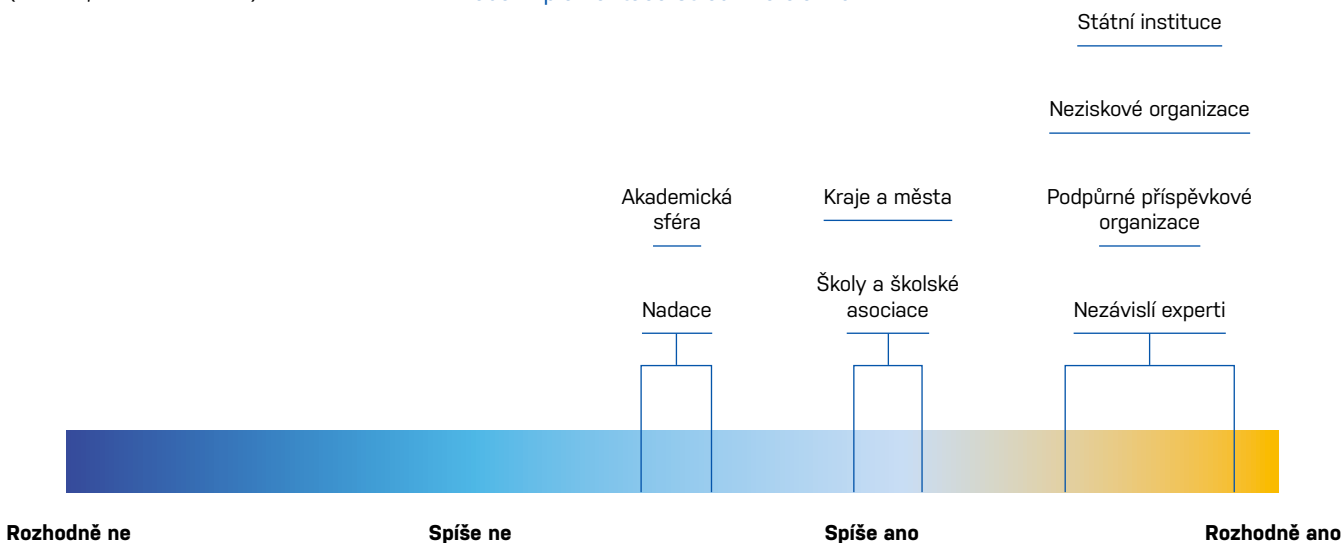 Státní instituce
Neziskové organizace
Akademická
sféra
Kraje a města
Podpůrné příspěvkové
organizace
Nadace
Školy a školské
asociace
Nezávislí experti
Rozhodně ne
Spíše ne
Spíše ano
Rozhodně ano